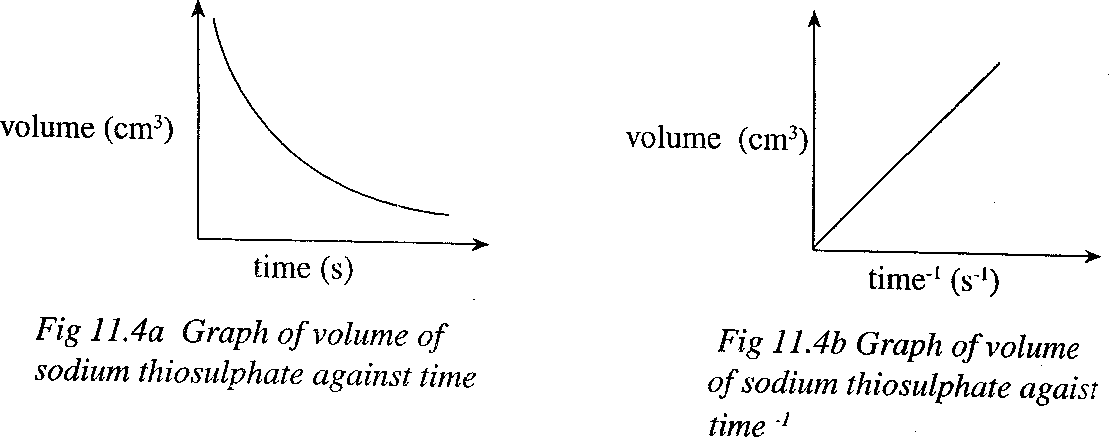 volume (cm³)
time (s)
Fig 11.4a Graph of volume of
sodium thiosulphate against time
volume (cm³)
time⁻¹ (s⁻¹)
Fig 11.4b Graph of volume
of sodium thiosulphate agaist
time ⁻¹